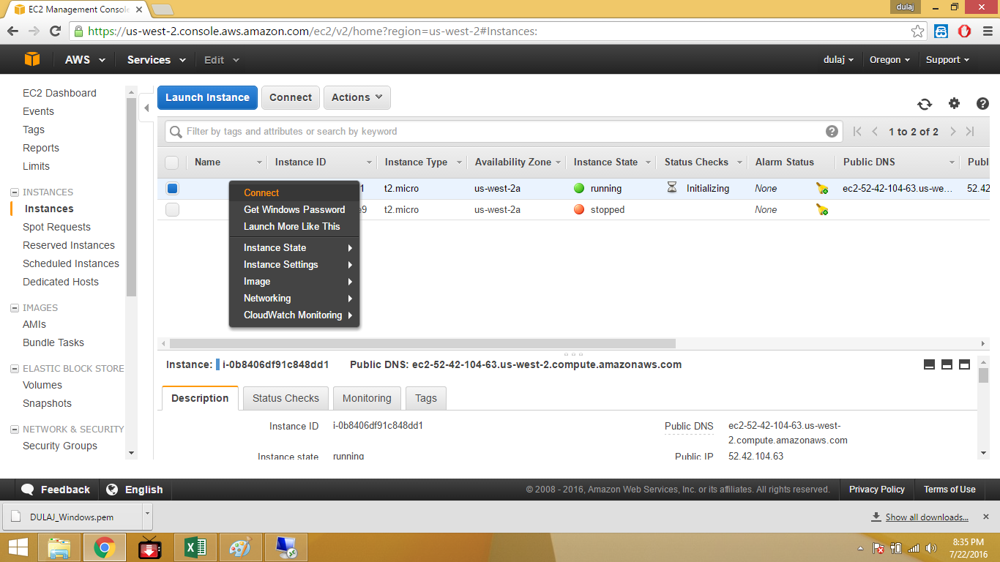 EC2 Management Console
dulaj
https://us-west-2.console.aws.amazon.com/ec2/v2/home?region=us-west-2#Instances:
AWS Services Edit dulaj Oregon Support
EC2 Dashboard
Events
Tags
Reports
Limits
INSTANCES
Instances
Spot Requests
Reserved Instances
Scheduled Instances
Dedicated Hosts
IMAGES
AMIs
Bundle Tasks
ELASTIC BLOCK STORE
Volumes
Snapshots
NETWORK & SECURITY
Security Groups
Launch Instance Connect Actions
Filter by tags and attributes or search by keyword
1 to 2 of 2
Name Instance ID Instance Type Availability Zone Instance State Status Checks Alarm Status Public DNS Publ
1 t2.micro us-west-2a running Initializing None ec2-52-42-104-63.us-we... 52.42
e9 t2.micro us-west-2a stopped None
Connect
Get Windows Password
Launch More Like This
Instance State
Instance Settings
Image
Networking
CloudWatch Monitoring
Instance: i-0b8406df91c848dd1 Public DNS: ec2-52-42-104-63.us-west-2.compute.amazonaws.com
Description Status Checks Monitoring Tags
Instance ID i-0b8406df91c848dd1 Public DNS ec2-52-42-104-63.us-west-
2.compute.amazonaws.com
Instance state running Public IP 52.42.104.63
Feedback English © 2008 - 2016, Amazon Web Services, Inc. or its affiliates. All rights reserved. Privacy Policy Terms of Use
DULAJ_Windows.pem Show all downloads...
8:35 PM
7/22/2016